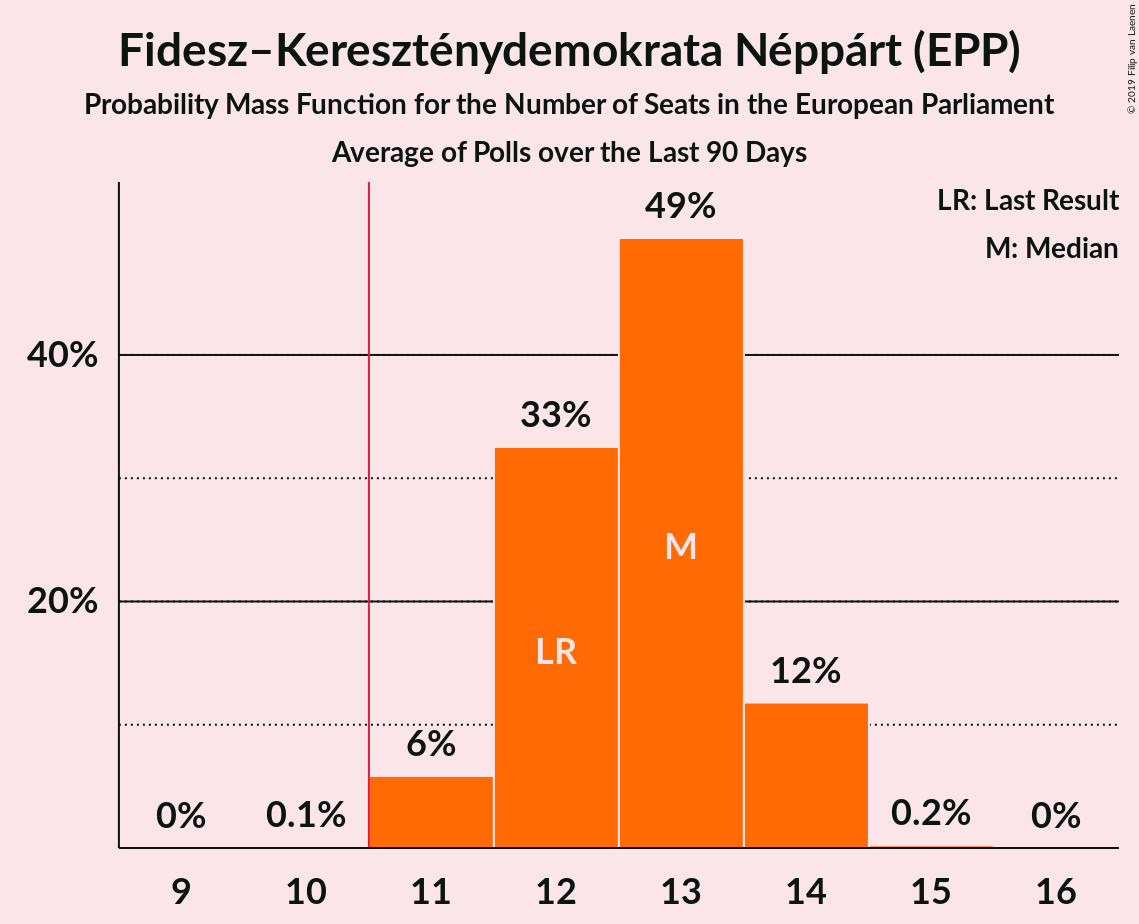 Fidesz–Kereszténydemokrata Néppárt (EPP)
Probability Mass Function for the Number of Seats in the European Parliament
Average of Polls over the Last 90 Days
© 2019 Filip van Laenen
LR: Last Result
M: Median
40%
20%
0%
0.1%
6%
33%
49%
12%
0.2%
0%
LR
M
9
10
11
12
13
14
15
16